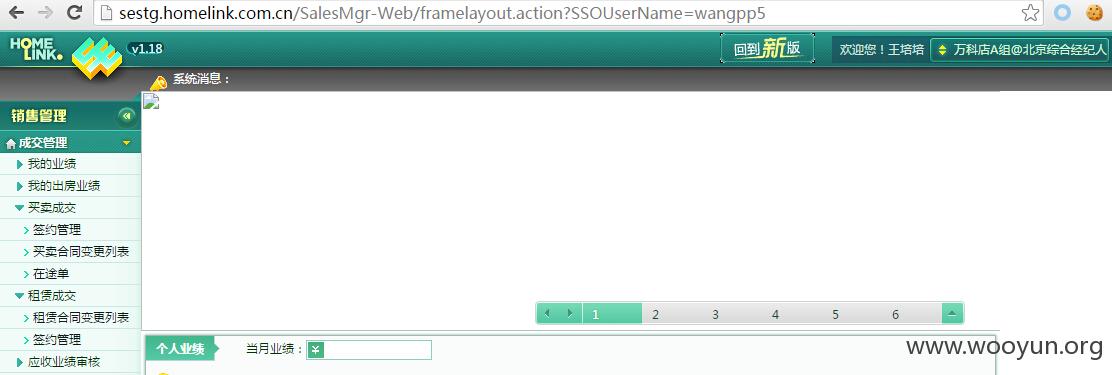 sestg.homelink.com.cn/SalesMgr-Web/framelayout.action?SSOUserName=wangpp5
HOME LINK. v1.18 回到新版 欢迎您！王培培 万科店A组@北京综合经纪人
系统消息：
销售管理
成交管理
我的业绩
我的出房业绩
买卖成交
签约管理
买卖合同变更列表
在途单
租赁成交
租赁合同变更列表
签约管理
应收业绩审核
1 2 3 4 5 6
个人业绩 当月业绩：¥
www.wooyun.org